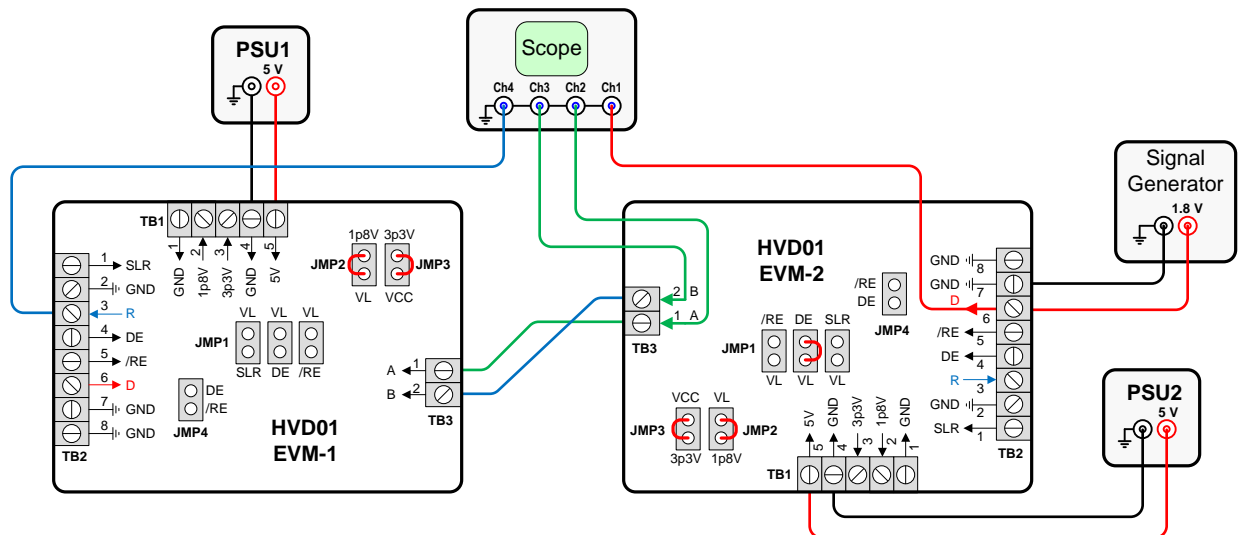 PSU1
5 V
Scope
Ch4 Ch3 Ch2 Ch1
Signal
Generator
1.8 V
PSU2
5 V
TB1
1 2 3 4 5
GND 1p8V 3p3V GND 5V
1p8V 3p3V
JMP2 JMP3
VL VCC
1 SLR
2 GND
3 R
4 DE
5 /RE
6 D
7 GND
8 GND
TB2
VL VL VL
JMP1
SLR DE /RE
DE
/RE
JMP4
A 1
B 2
TB3
HVD01
EVM-1
HVD01
EVM-2
2 B
1 A
TB3
/RE
DE
JMP4
/RE DE SLR
JMP1
VL VL VL
VCC VL
JMP3 JMP2
3p3V 1p8V
5V GND 3p3V 1p8V GND
5 4 3 2 1
TB1
GND 8
GND 7
D 6
/RE 5
DE 4
R 3
GND 2
SLR 1
TB2